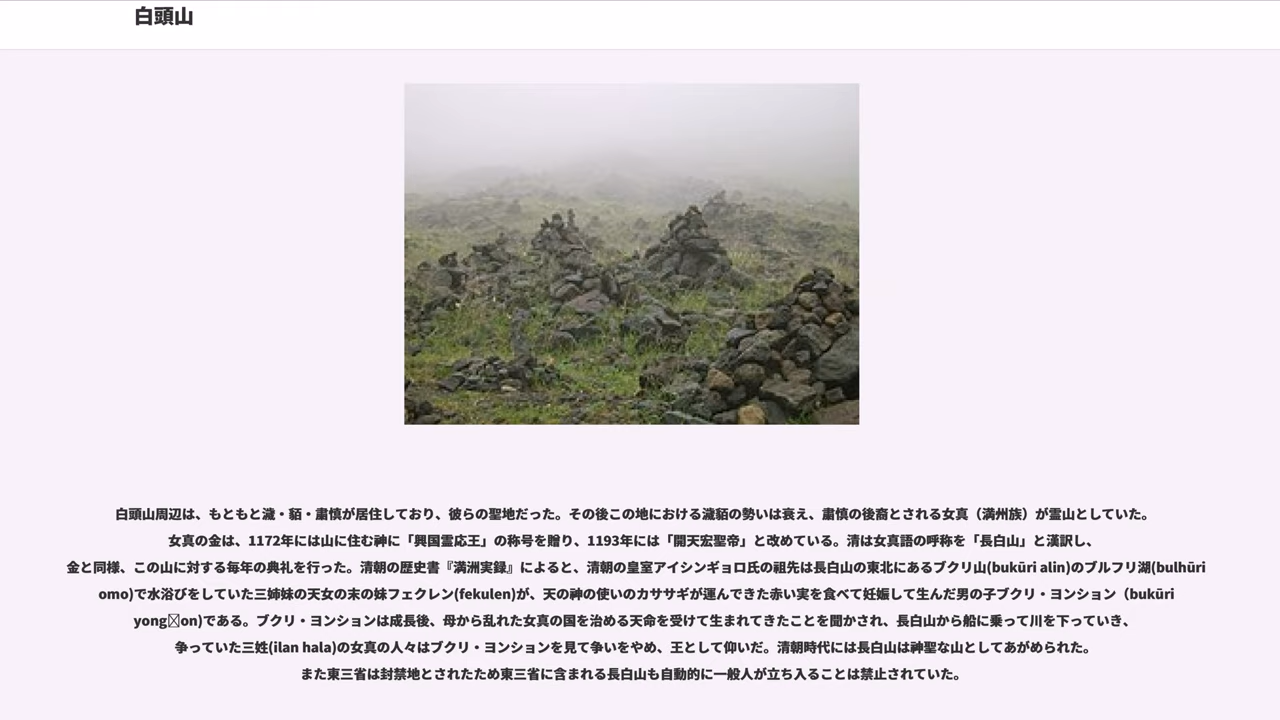 白頭山
白頭山周辺は、もともと濊・貊・粛慎が居住しており、彼らの聖地だった。その後この地における濊貊の勢いは衰え、粛慎の後裔とされる女真（満州族）が霊山としていた。
女真の金は、1172年には山に住む神に「興国霊応王」の称号を贈り、1193年には「開天宏聖帝」と改めている。清は女真語の呼称を「長白山」と漢訳し、
金と同様、この山に対する毎年の典礼を行った。清朝の歴史書『満洲実録』によると、清朝の皇室アイシンギョロ氏の祖先は長白山の東北にあるブクリ山(bukūri alin)のブルフリ湖(bulhūri
omo)で水浴びをしていた三姉妹の天女の末の妹フェクレン(fekulen)が、天の神の使いのカササギが運んできた赤い実を食べて妊娠して生んだ男の子ブクリ・ヨンション（bukūri
yong□on)である。ブクリ・ヨンションは成長後、母から乱れた女真の国を治める天命を受けて生まれてきたことを聞かされ、長白山から船に乗って川を下っていき、
争っていた三姓(ilan hala)の女真の人々はブクリ・ヨンションを見て争いをやめ、王として仰いだ。清朝時代には長白山は神聖な山としてあがめられた。
また東三省は封禁地とされたため東三省に含まれる長白山も自動的に一般人が立ち入ることは禁止されていた。